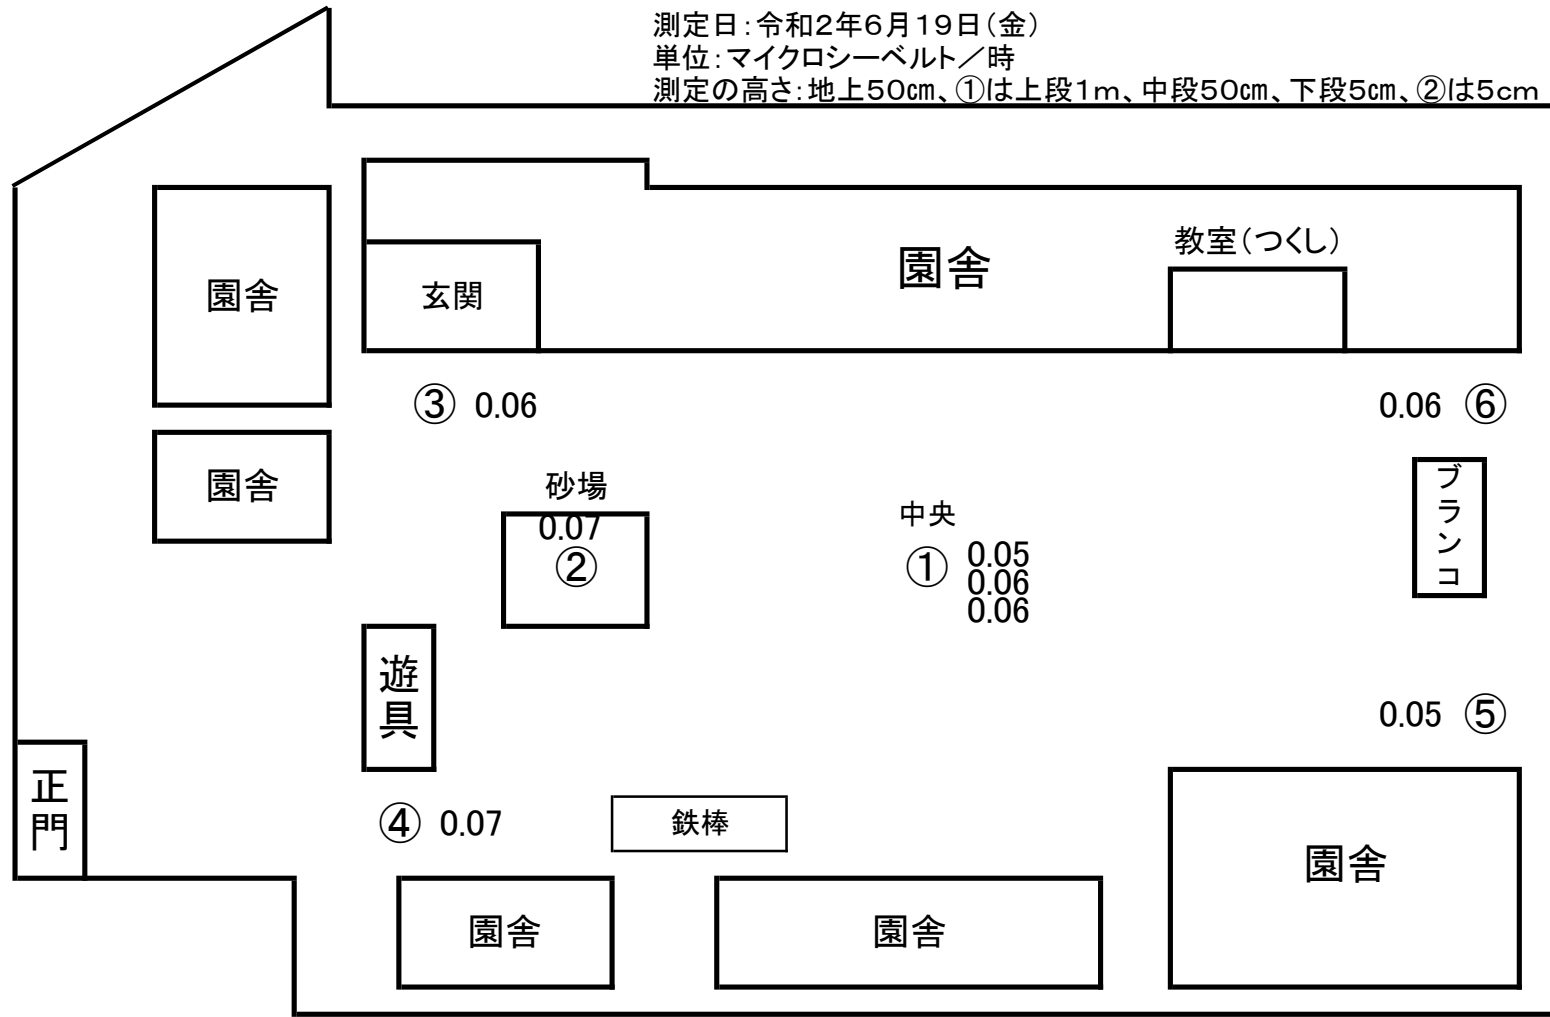 測定日：令和2年6月19日（金）
単位：マイクロシーベルト／時
測定の高さ：地上50㎝、①は上段1ｍ、中段50㎝、下段5㎝、②は5ｃｍ
園舎
教室（つくし）
園舎
玄関
③ 0.06
0.06 ⑥
園舎
砂場
0.07
②
中央
①
0.05
0.06
0.06
ブランコ
遊具
0.05 ⑤
正門
④ 0.07
鉄棒
園舎
園舎
園舎